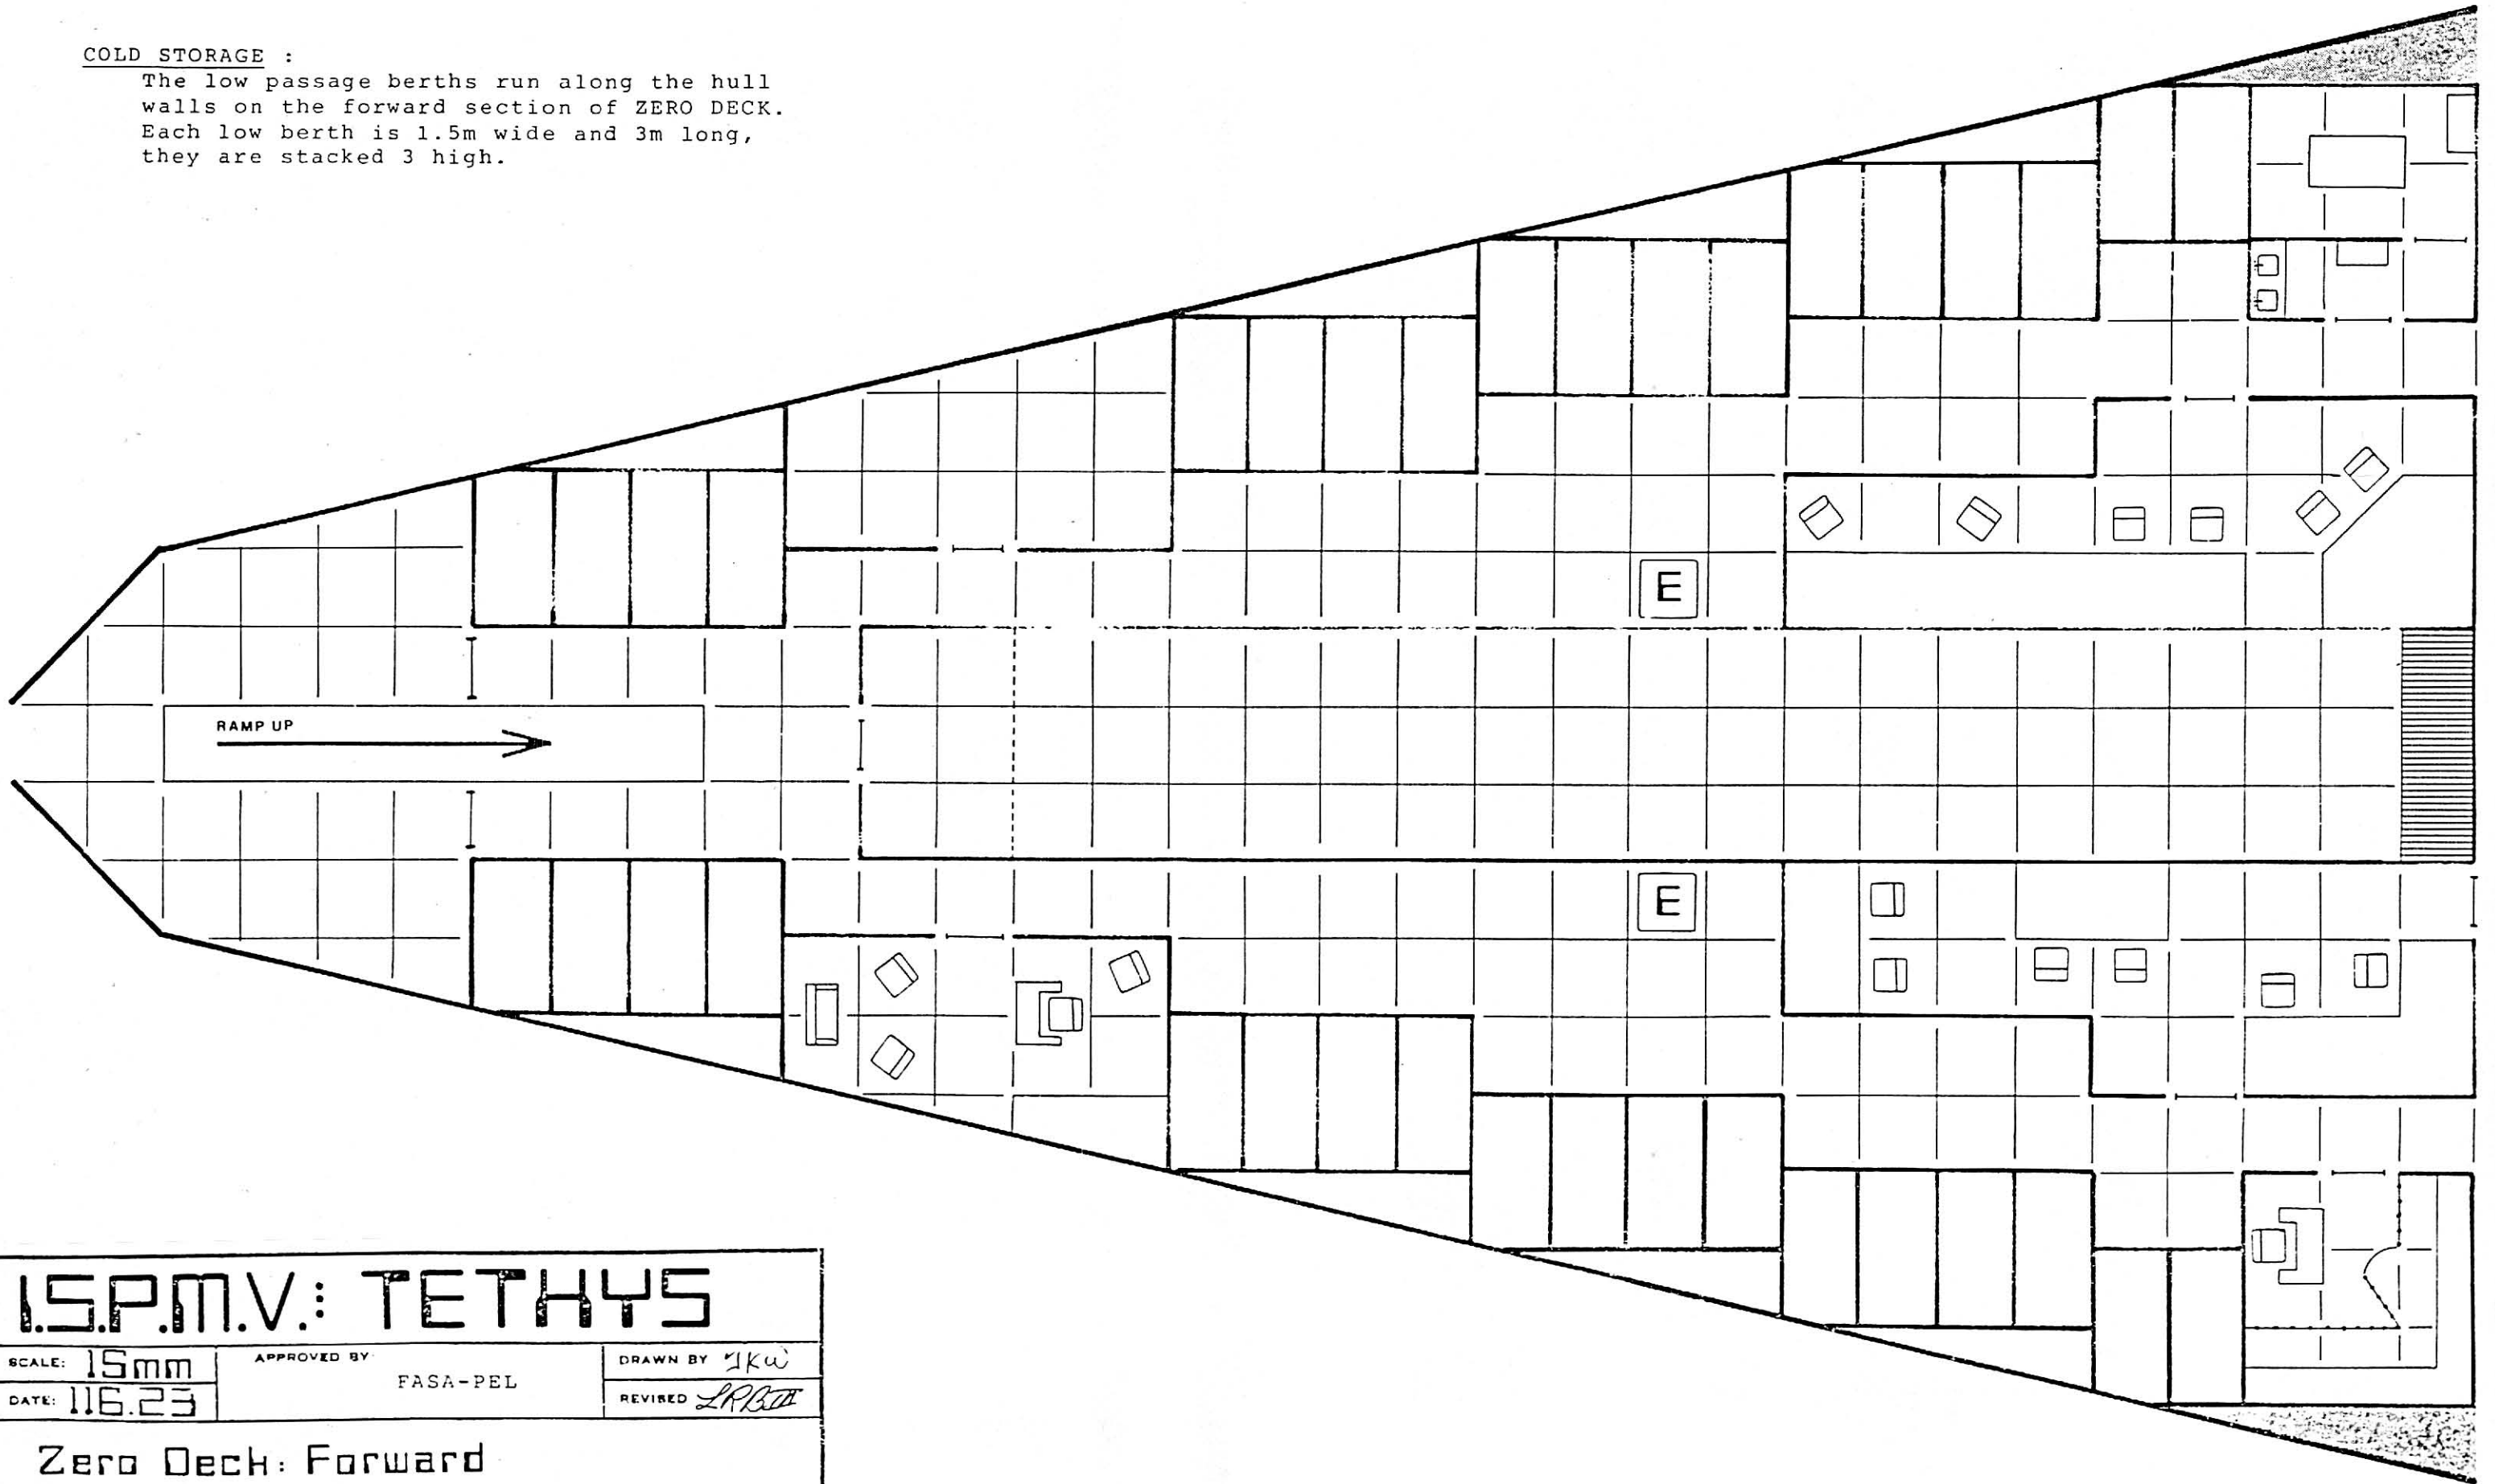 COLD STORAGE :
The low passage berths run along the hull
walls on the forward section of ZERO DECK.
Each low berth is 1.5m wide and 3m long,
they are stacked 3 high.
RAMP UP
E
E
I.S.P.M.V.: TETHYS
SCALE: 15mm
APPROVED BY:
FASA-PEL
DRAWN BY JKW
DATE: 116.23
REVISED LRBIII
Zero Deck: Forward